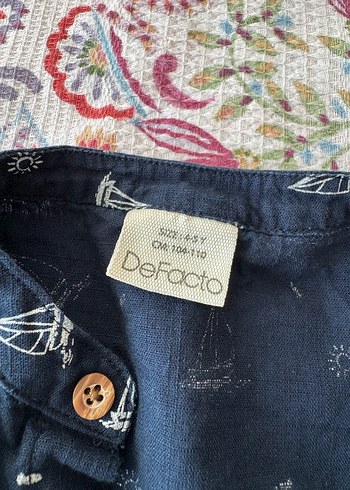 SIZE: 4-5 Y
CM: 104-110
DeFacto